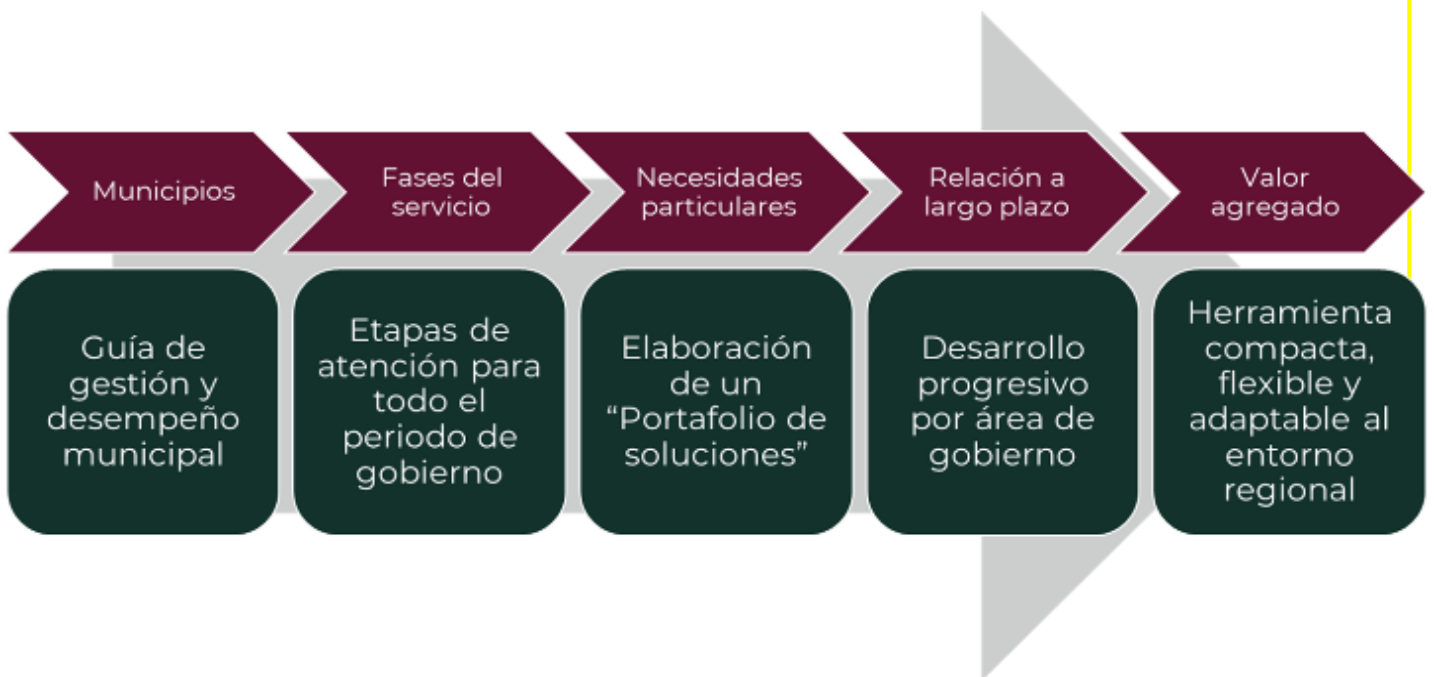 Municipios
Fases del
servicio
Necesidades
particulares
Relación a
largo plazo
Valor
agregado
Guía de
gestión y
desempeño
municipal
Etapas de
atención para
todo el
periodo de
gobierno
Elaboración
de un
“Portafolio de
soluciones”
Desarrollo
progresivo
por área de
gobierno
Herramienta
compacta,
flexible y
adaptable al
entorno
regional